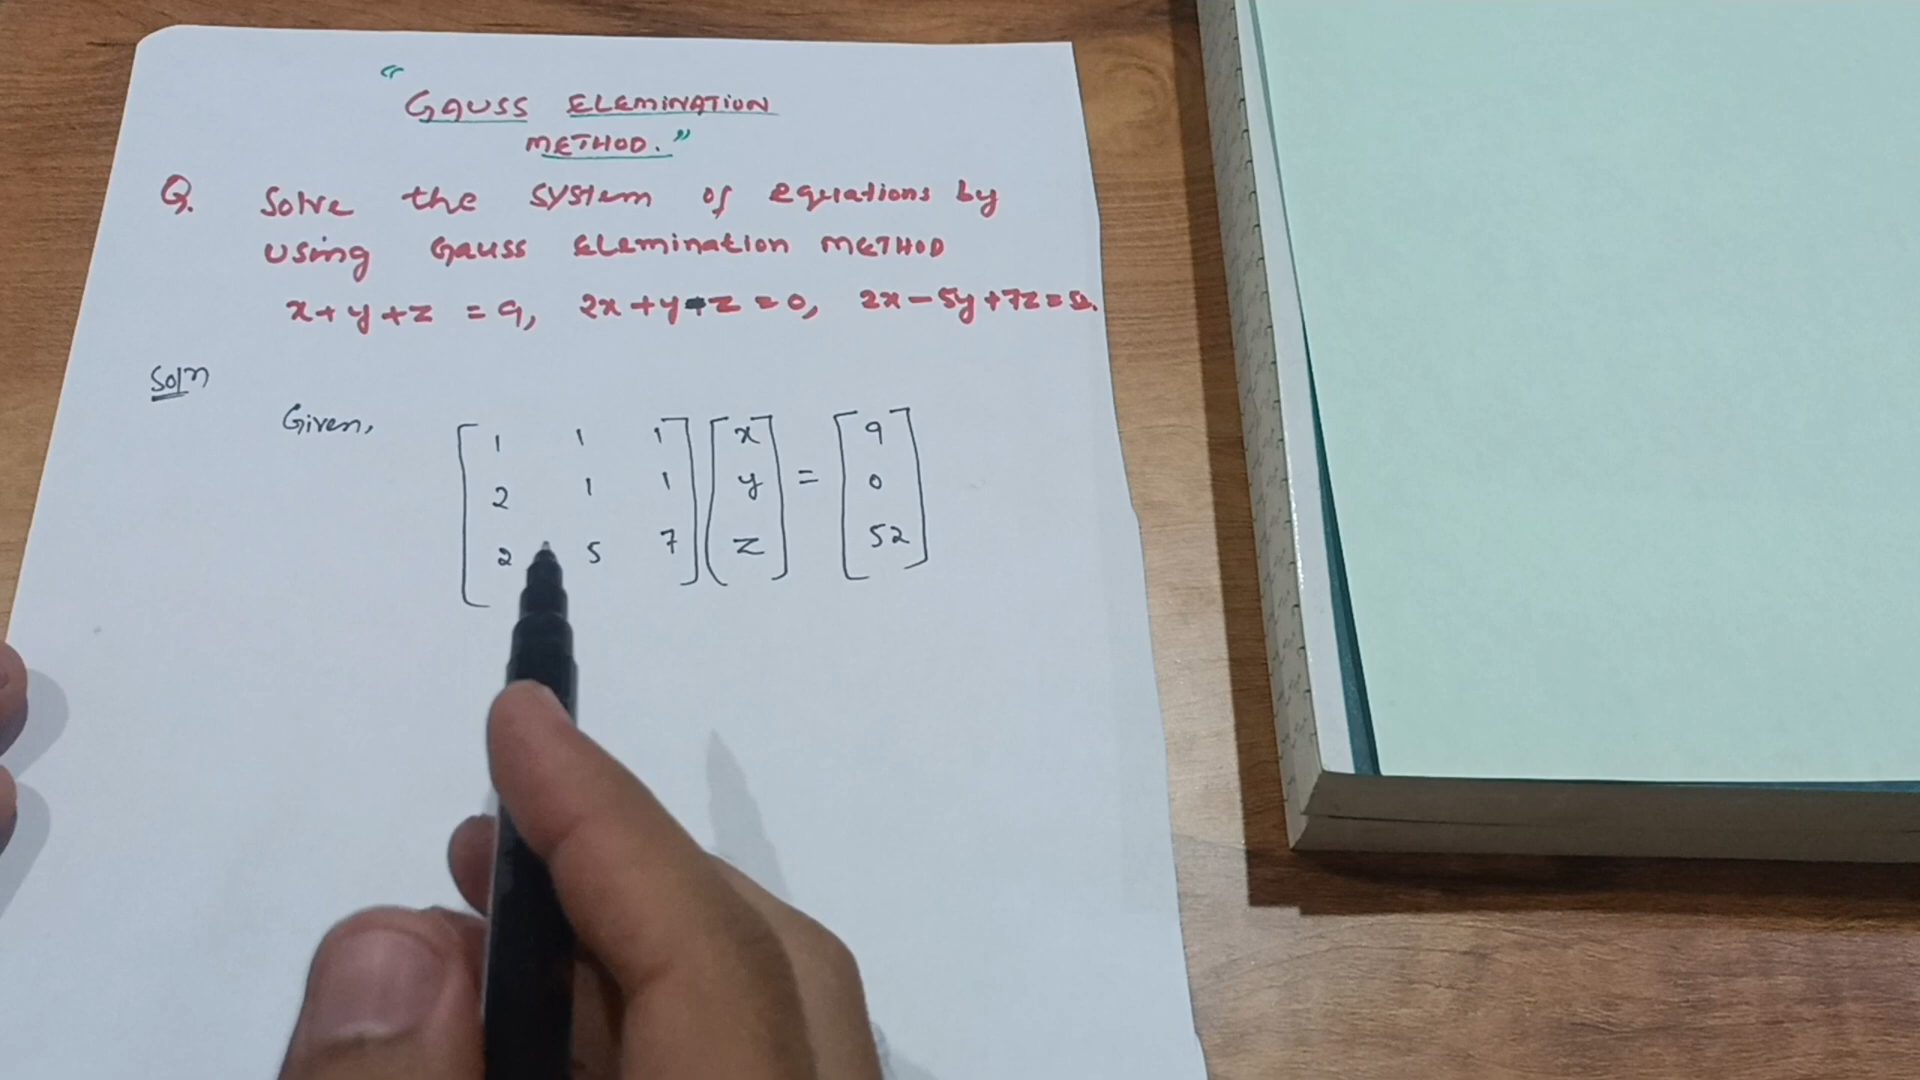 "
GAUSS ELEMINATION
METHOD."
Q. Solve the system of equations by
using Gauss Elemination METHOD
x+y+z = 9, 2x+y-z=0, 2x-5y+7z=52.
Soln
Given,
[1 1 1] [x] = [9]
[2 1 1] [y] = [0]
[2 5 7] [z] = [52]